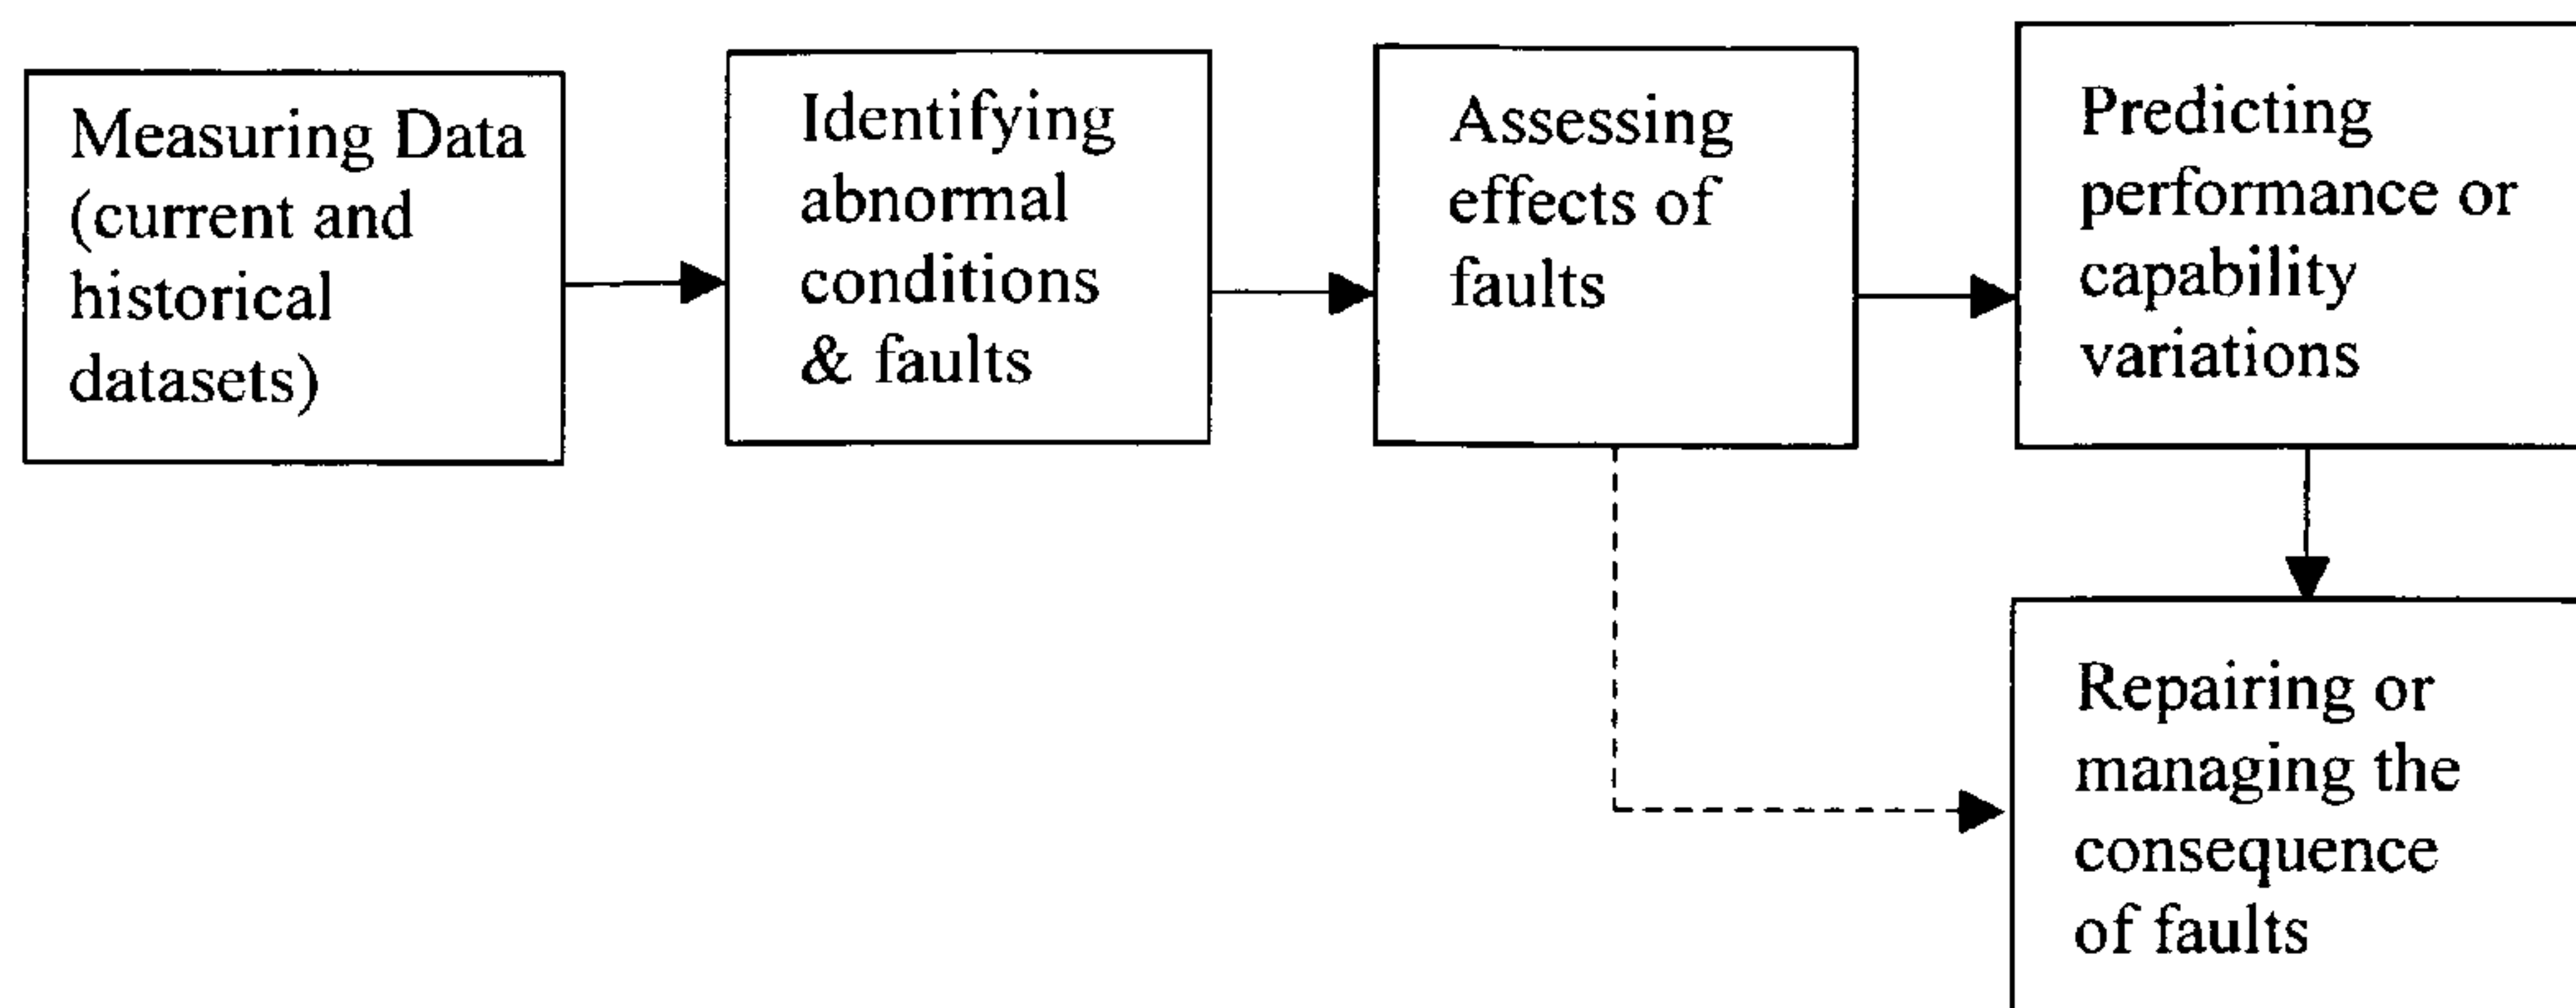 Measuring Data
(current and
historical
datasets)
Identifying
abnormal
conditions
& faults
Assessing
effects of
faults
Predicting
performance or
capability
variations
Repairing or
managing the
consequence
of faults